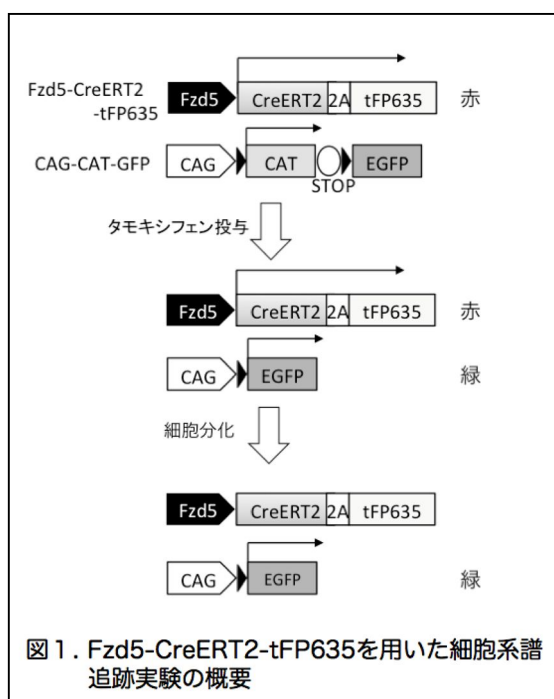 Fzd5-CreERT2
-tFP635
Fzd5
CreERT2
2A
tFP635
赤
CAG-CAT-GFP
CAG
CAT
STOP
EGFP
タモキシフェン投与
Fzd5
CreERT2
2A
tFP635
赤
CAG
EGFP
緑
細胞分化
Fzd5
CreERT2
2A
tFP635
CAG
EGFP
緑
図1. Fzd5-CreERT2-tFP635を用いた細胞系譜
追跡実験の概要